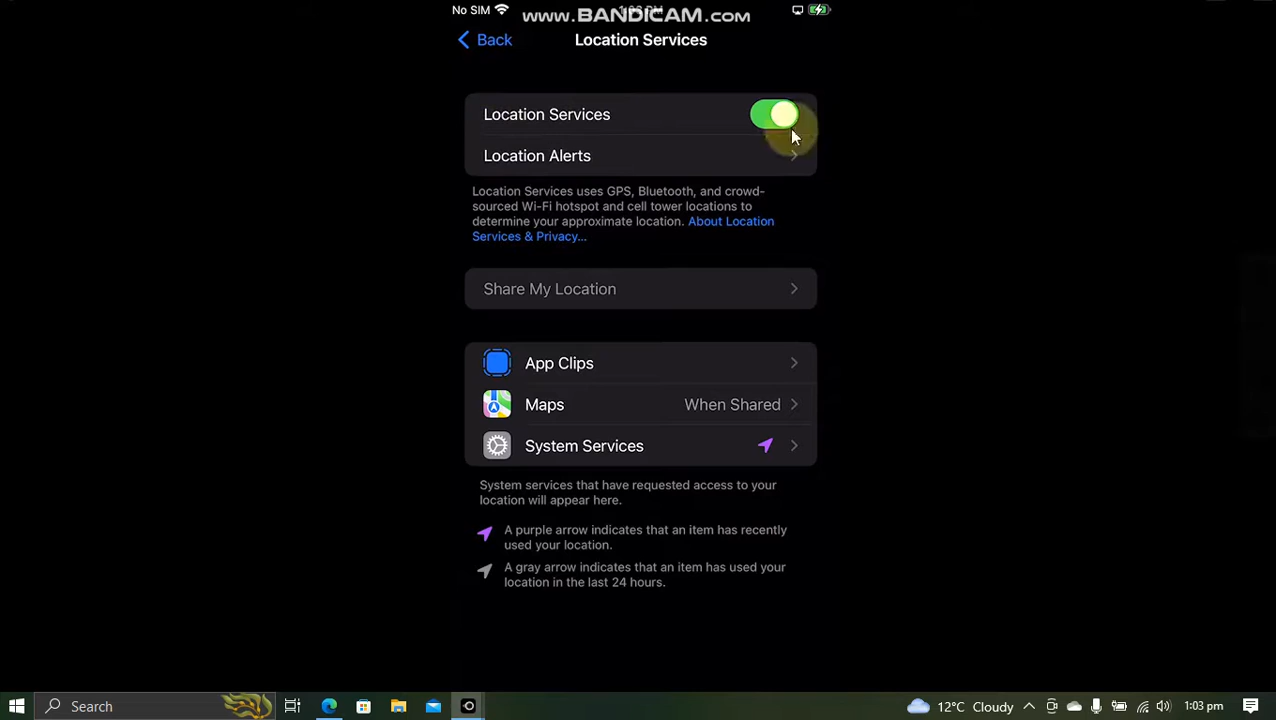 No SIM
www.BANDICAM.com
Back
Location Services
Location Services
Location Alerts
Location Services uses GPS, Bluetooth, and crowd-
sourced Wi-Fi hotspot and cell tower locations to
determine your approximate location. About Location
Services & Privacy...
Share My Location
App Clips
Maps When Shared
System Services
System services that have requested access to your
location will appear here.
A purple arrow indicates that an item has recently
used your location.
A gray arrow indicates that an item has used your
location in the last 24 hours.
Search
12°C Cloudy
1:03 pm